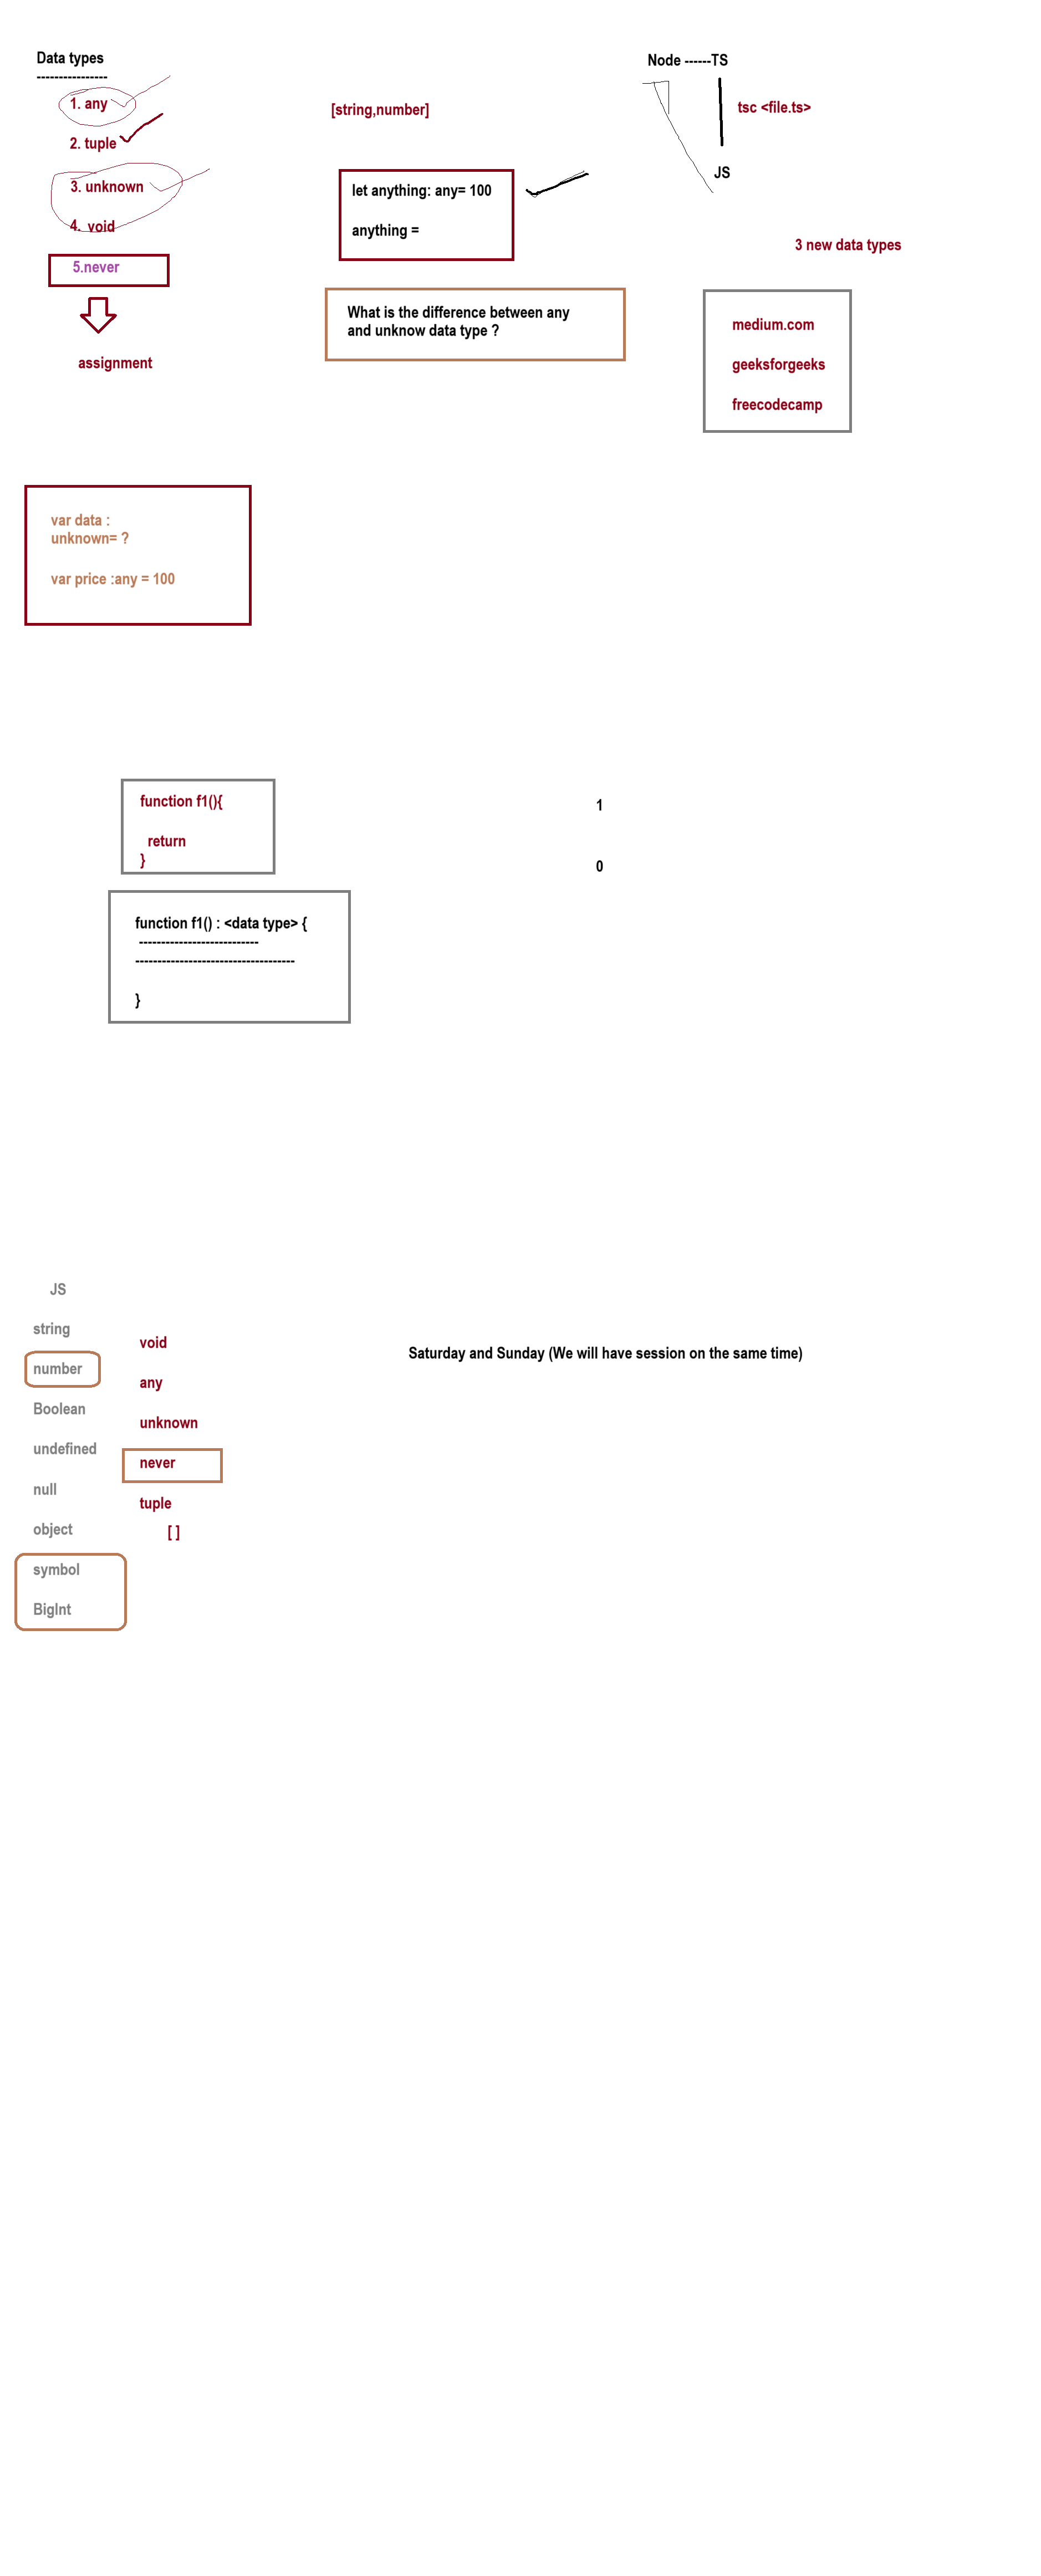 Data types
----------------
1. any
2. tuple
3. unknown
4. void
5.never
assignment
[string,number]
let anything: any= 100
anything =
What is the difference between any
and unknow data type ?
Node ------TS
tsc <file.ts>
JS
3 new data types
medium.com
geeksforgeeks
freecodecamp
var data :
unknown= ?
var price :any = 100
function f1(){
return
}
1
0
function f1() : <data type> {
---------------------------
------------------------------------
}
JS
string
number
Boolean
undefined
null
object
symbol
BigInt
void
any
unknown
never
tuple
[ ]
Saturday and Sunday (We will have session on the same time)